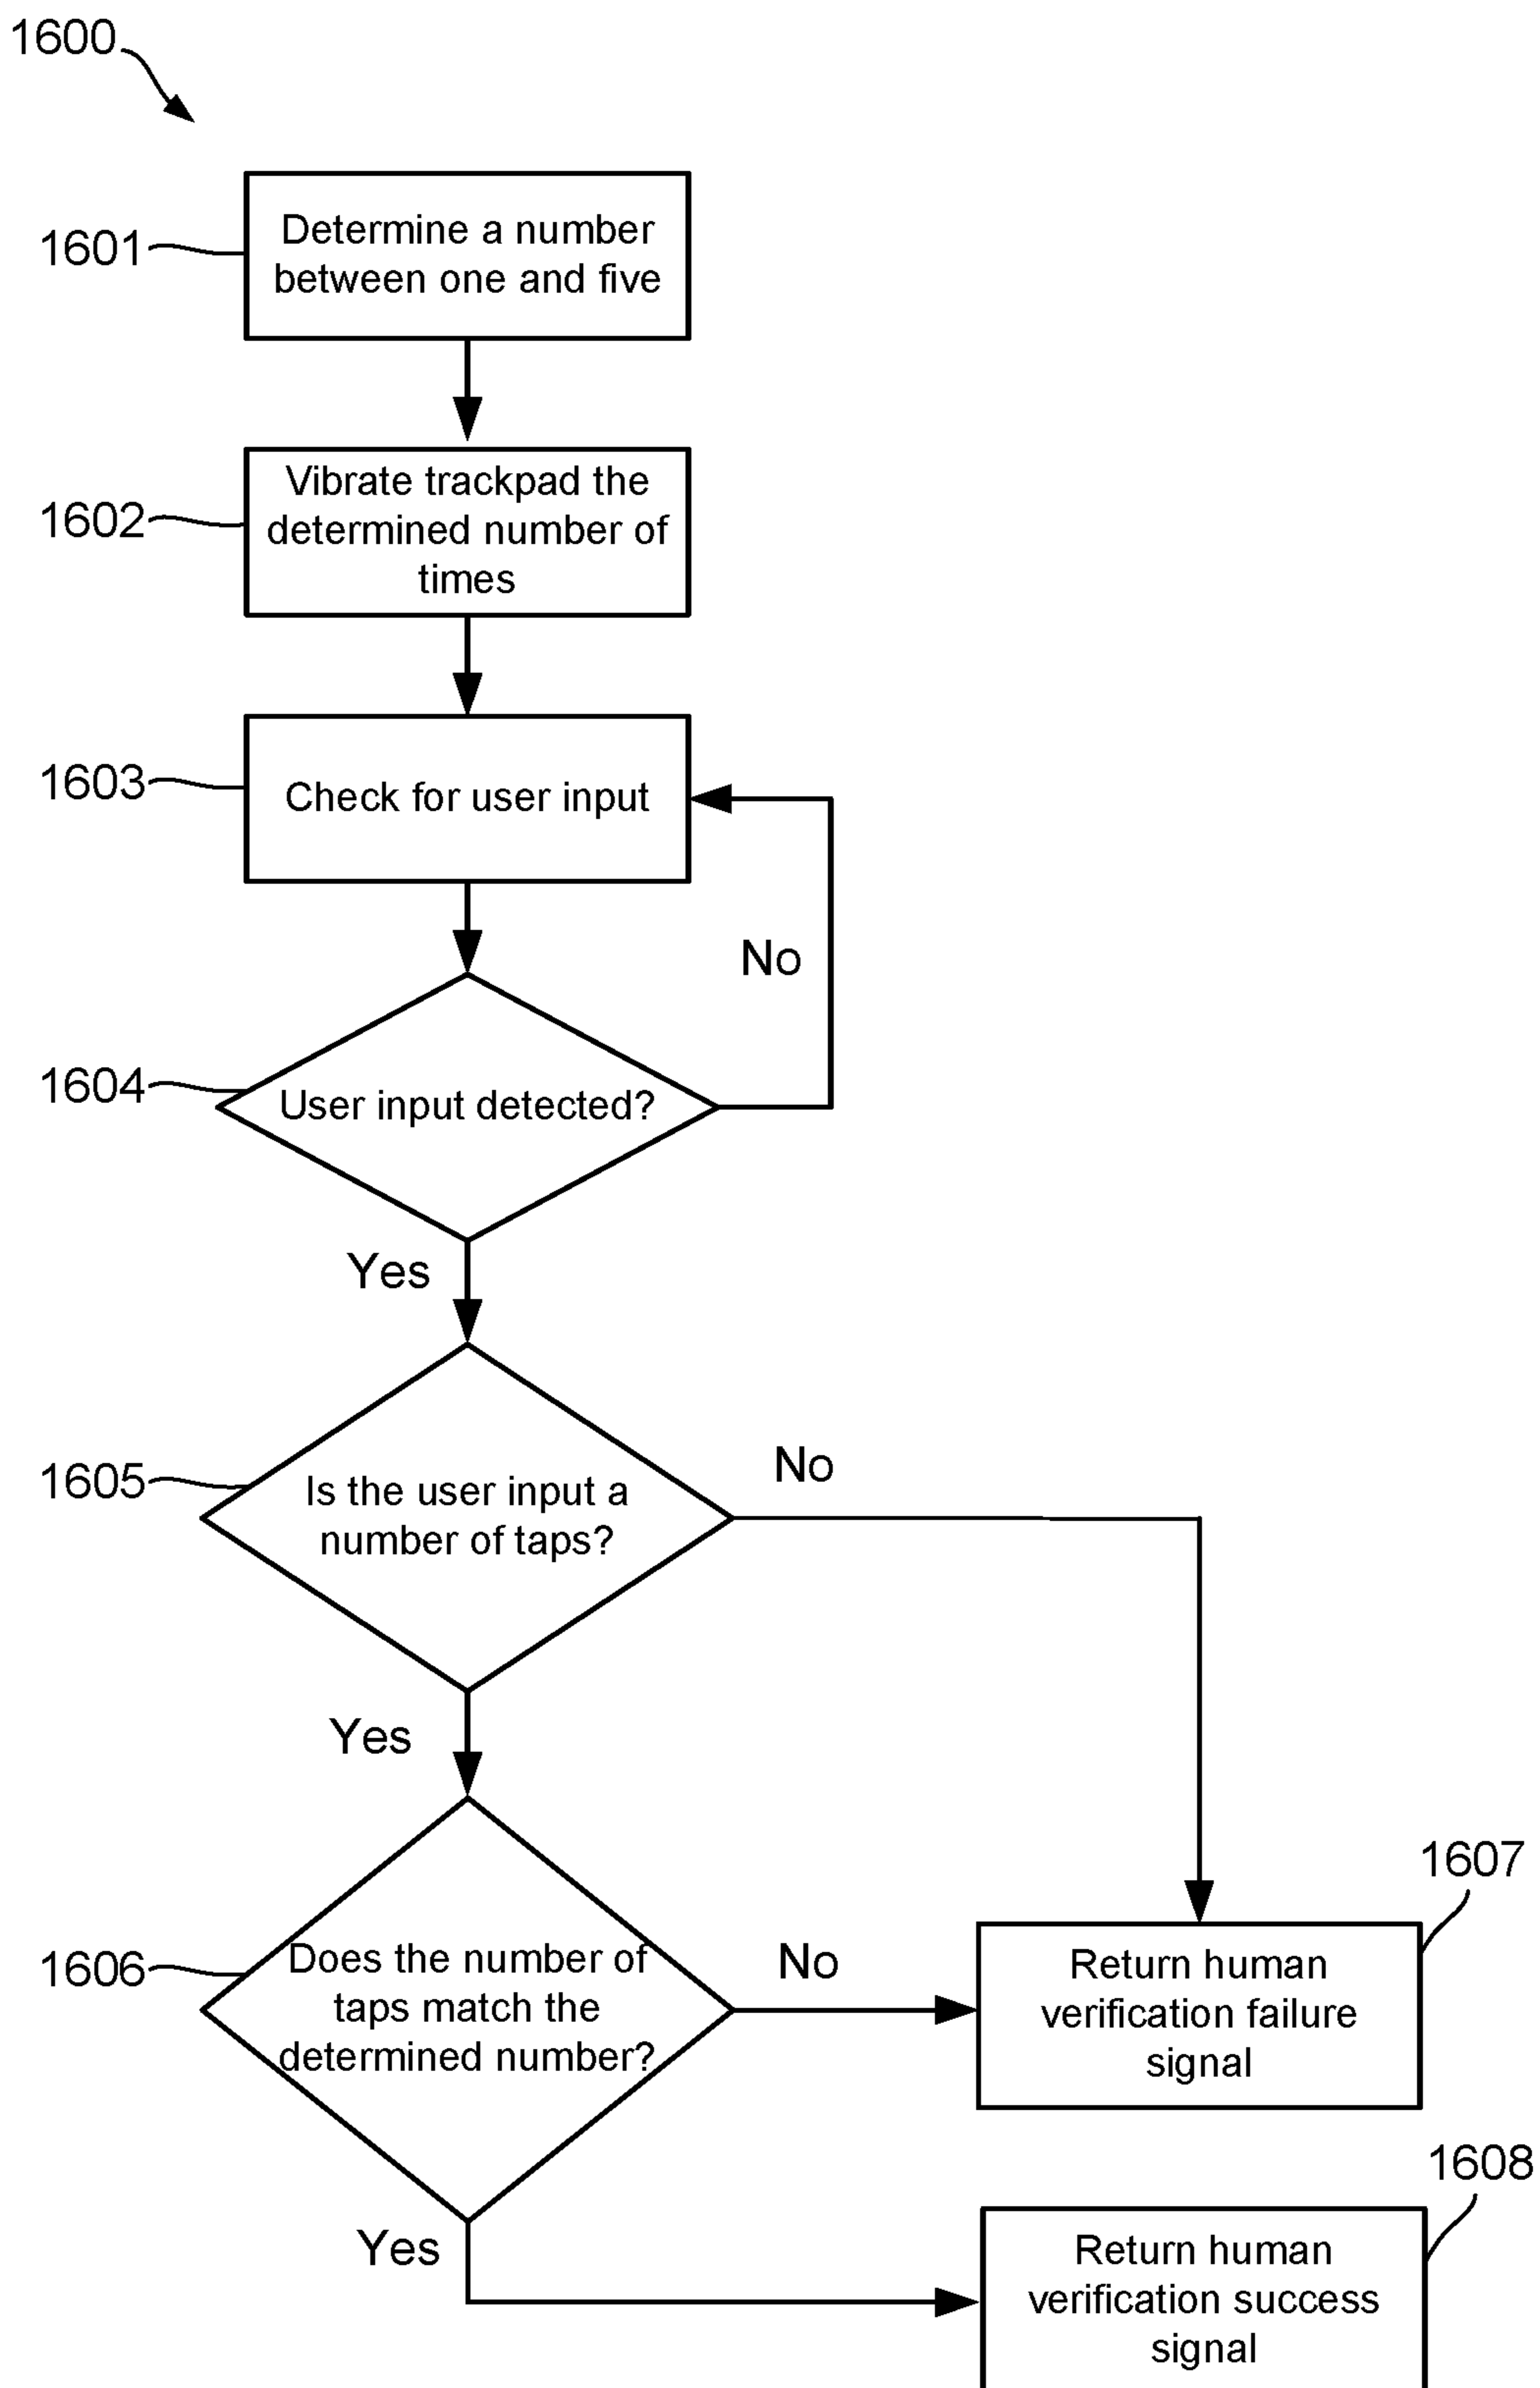 1600
1601
Determine a number
between one and five
1602
Vibrate trackpad the
determined number of
times
1603
Check for user input
No
1604
User input detected?
Yes
1605
Is the user input a
number of taps?
No
Yes
1606
Does the number of
taps match the
determined number?
No
1607
Return human
verification failure
signal
Yes
1608
Return human
verification success
signal